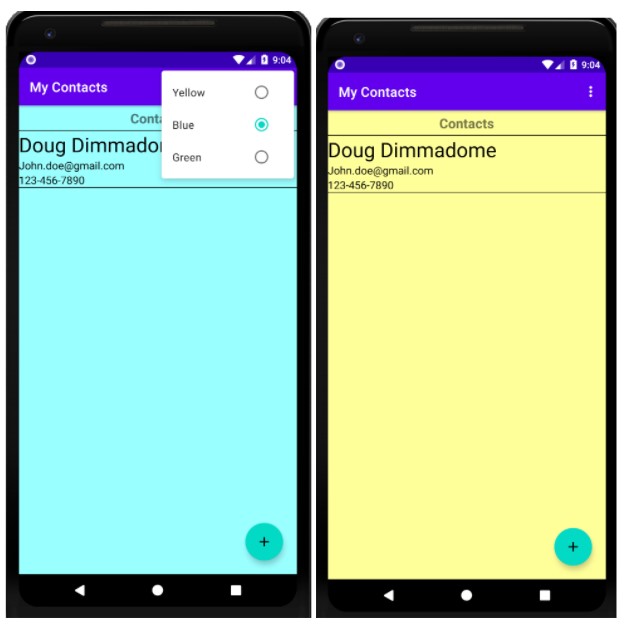 9:04
My Contacts
Yellow
Blue
Green
Conta
Doug Dimmado
John.doe@gmail.com
123-456-7890
+
9:04
My Contacts
Contacts
Doug Dimmadome
John.doe@gmail.com
123-456-7890
+